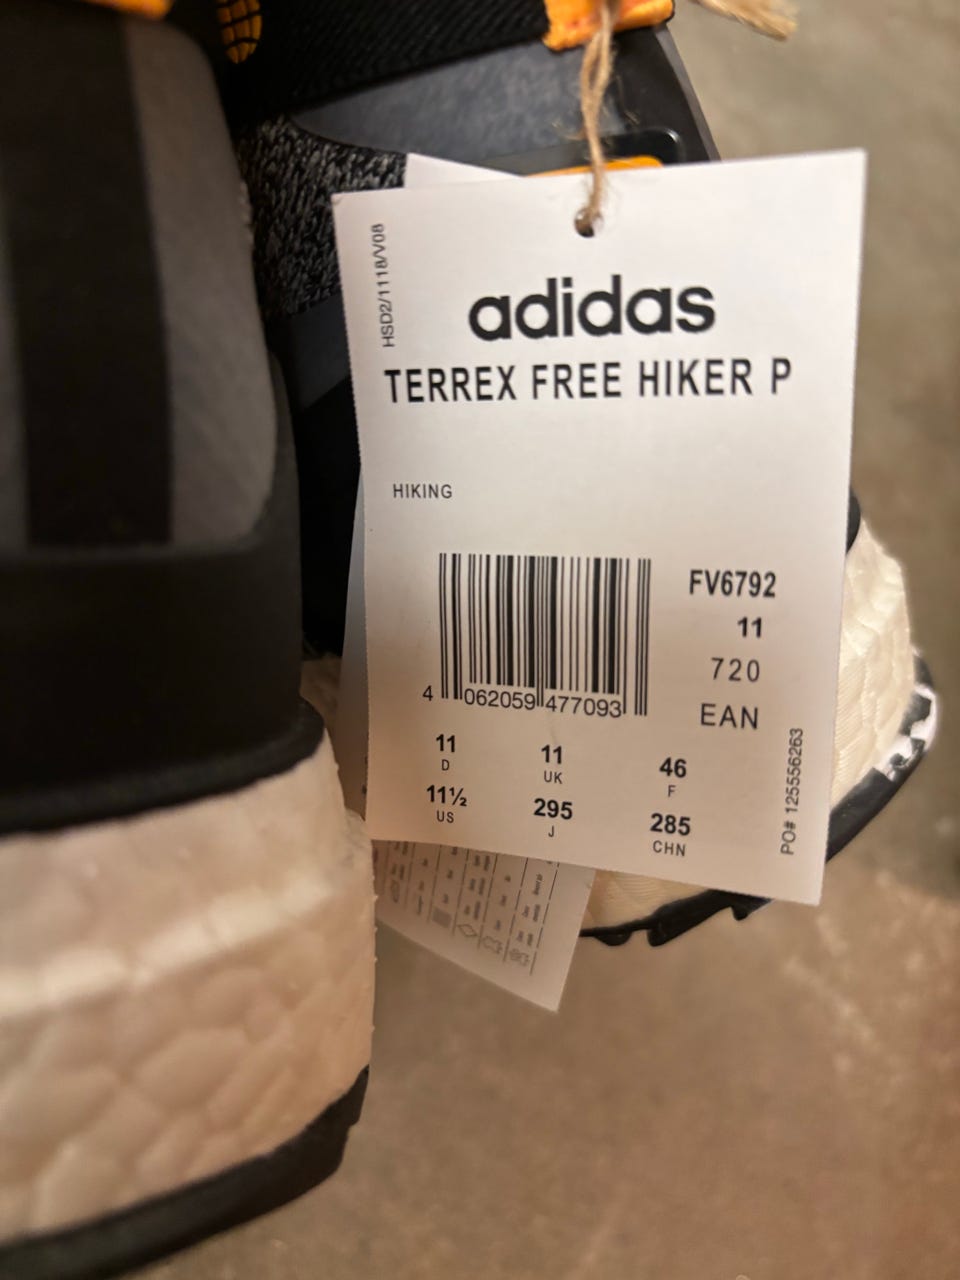 HSD2/1118/V08
adidas
TERREX FREE HIKER P
HIKING
FV6792
11
720
EAN
4 062059 477093
11 11 46
D UK F
11½ 295 285
US J CHN
PO# 125556263